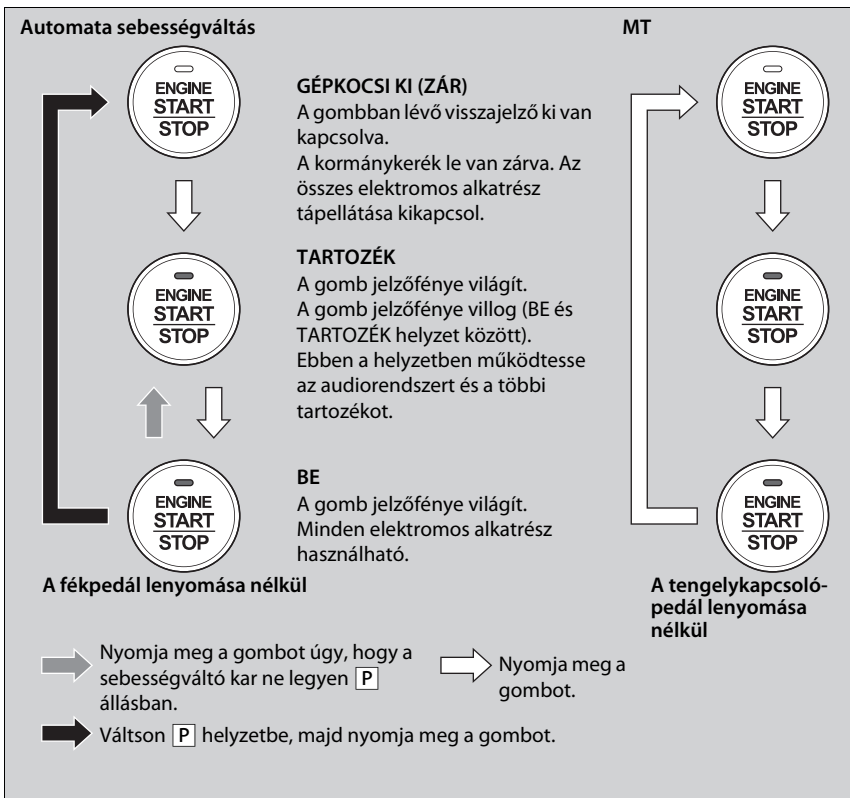 Automata sebességváltás
MT
ENGINE
START
STOP
GÉPKOCSI KI (ZÁR)
A gombban lévő visszajelző ki van
kapcsolva.
A kormánykerék le van zárva. Az
összes elektromos alkatrész
tápellátása kikapcsol.
ENGINE
START
STOP
ENGINE
START
STOP
TARTOZÉK
A gomb jelzőfénye világít.
A gomb jelzőfénye villog (BE és
TARTOZÉK helyzet között).
Ebben a helyzetben működtesse
az audiorendszert és a többi
tartozékot.
ENGINE
START
STOP
ENGINE
START
STOP
BE
A gomb jelzőfénye világít.
Minden elektromos alkatrész
használható.
ENGINE
START
STOP
A fékpedál lenyomása nélkül
A tengelykapcsoló-
pedál lenyomása
nélkül
Nyomja meg a gombot úgy, hogy a
sebességváltó kar ne legyen P
állásban.
Nyomja meg a
gombot.
Váltson P helyzetbe, majd nyomja meg a gombot.